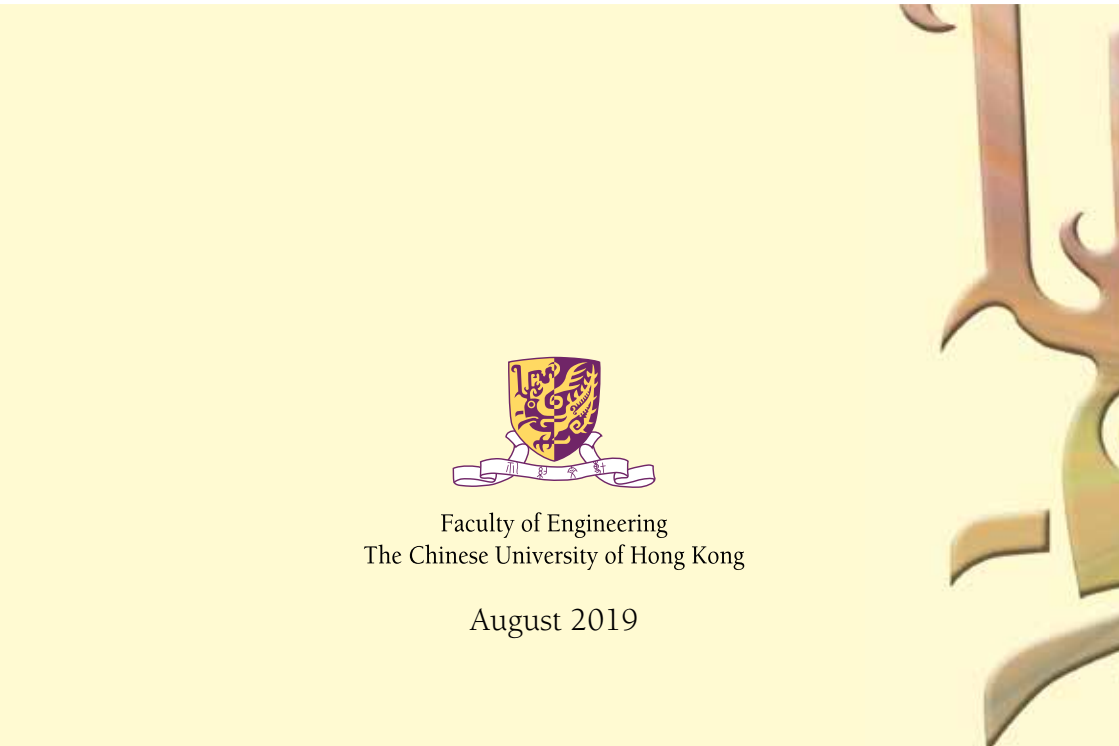 Faculty of Engineering
The Chinese University of Hong Kong
August 2019